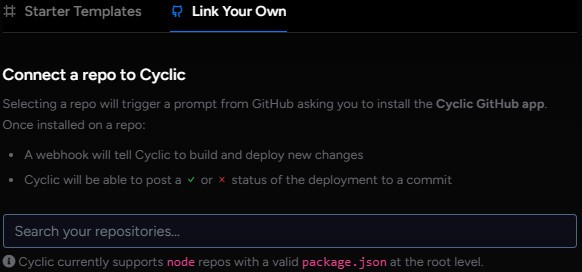 Starter Templates Link Your Own
Connect a repo to Cyclic
Selecting a repo will trigger a prompt from GitHub asking you to install the Cyclic GitHub app.
Once installed on a repo:
• A webhook will tell Cyclic to build and deploy new changes
• Cyclic will be able to post a ✓ or × status of the deployment to a commit
Search your repositories...
Cyclic currently supports node repos with a valid package.json at the root level.